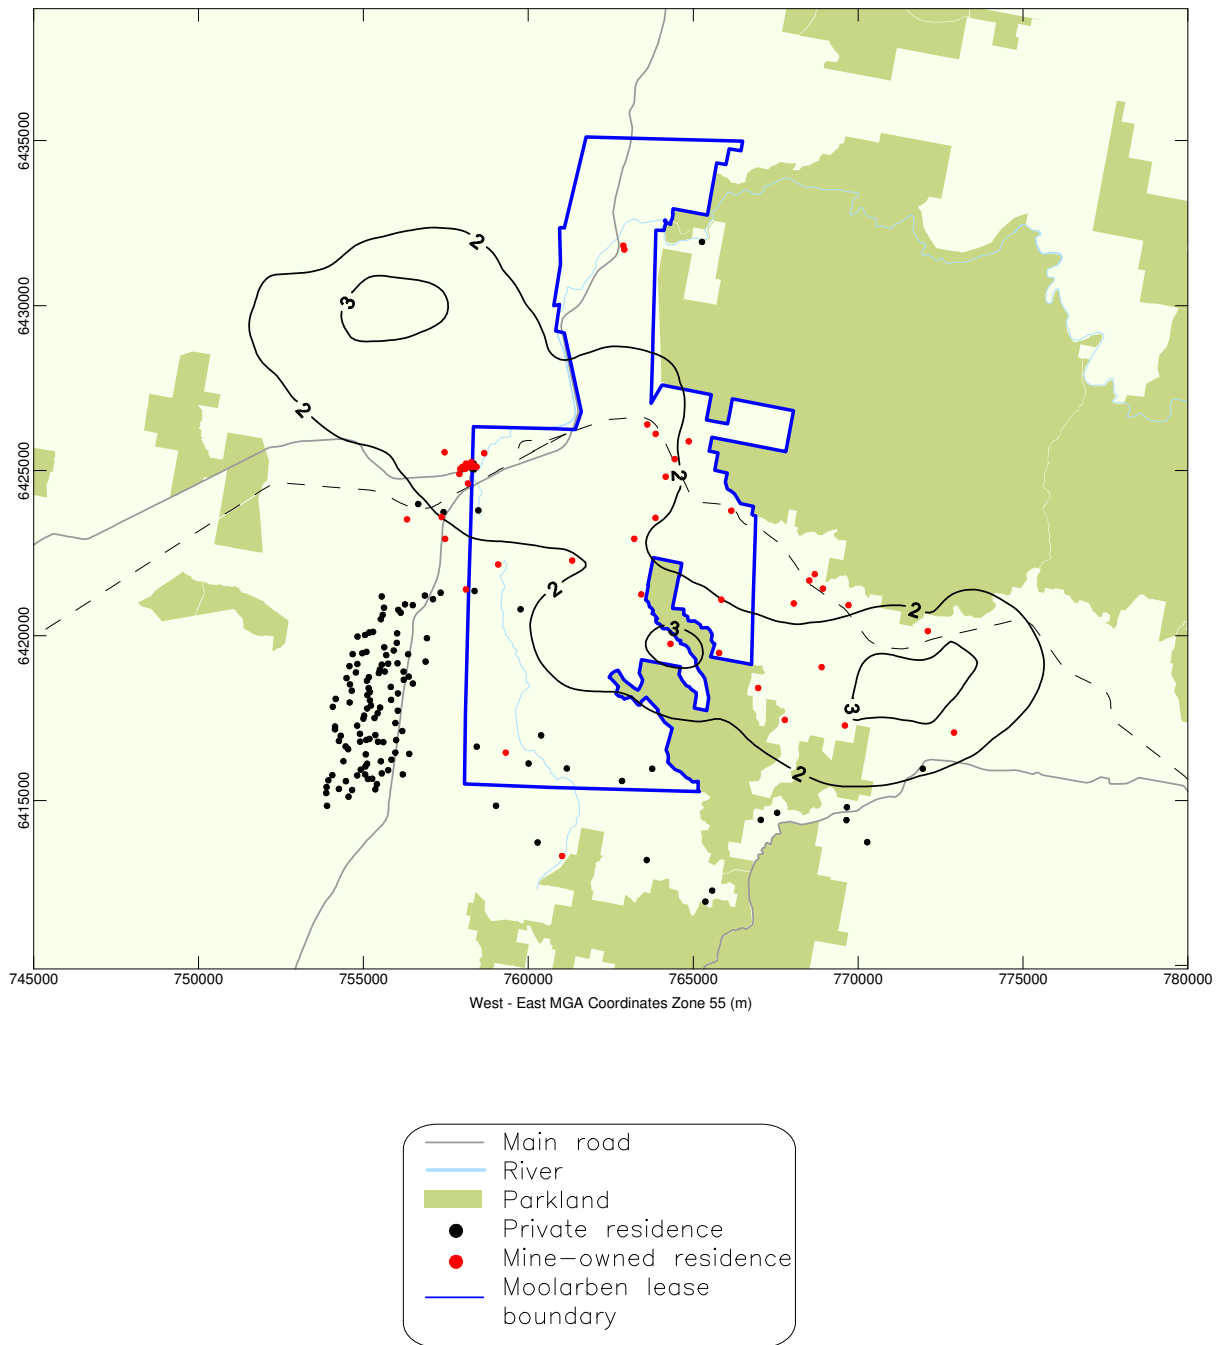 6435000
2
3
6430000
2
6425000
2
2
2
6420000
3
3
2
6415000
745000 750000 755000 760000 765000 770000 775000 780000
West - East MGA Coordinates Zone 55 (m)
Main road
River
Parkland
Private residence
Mine-owned residence
Moolarben lease
boundary